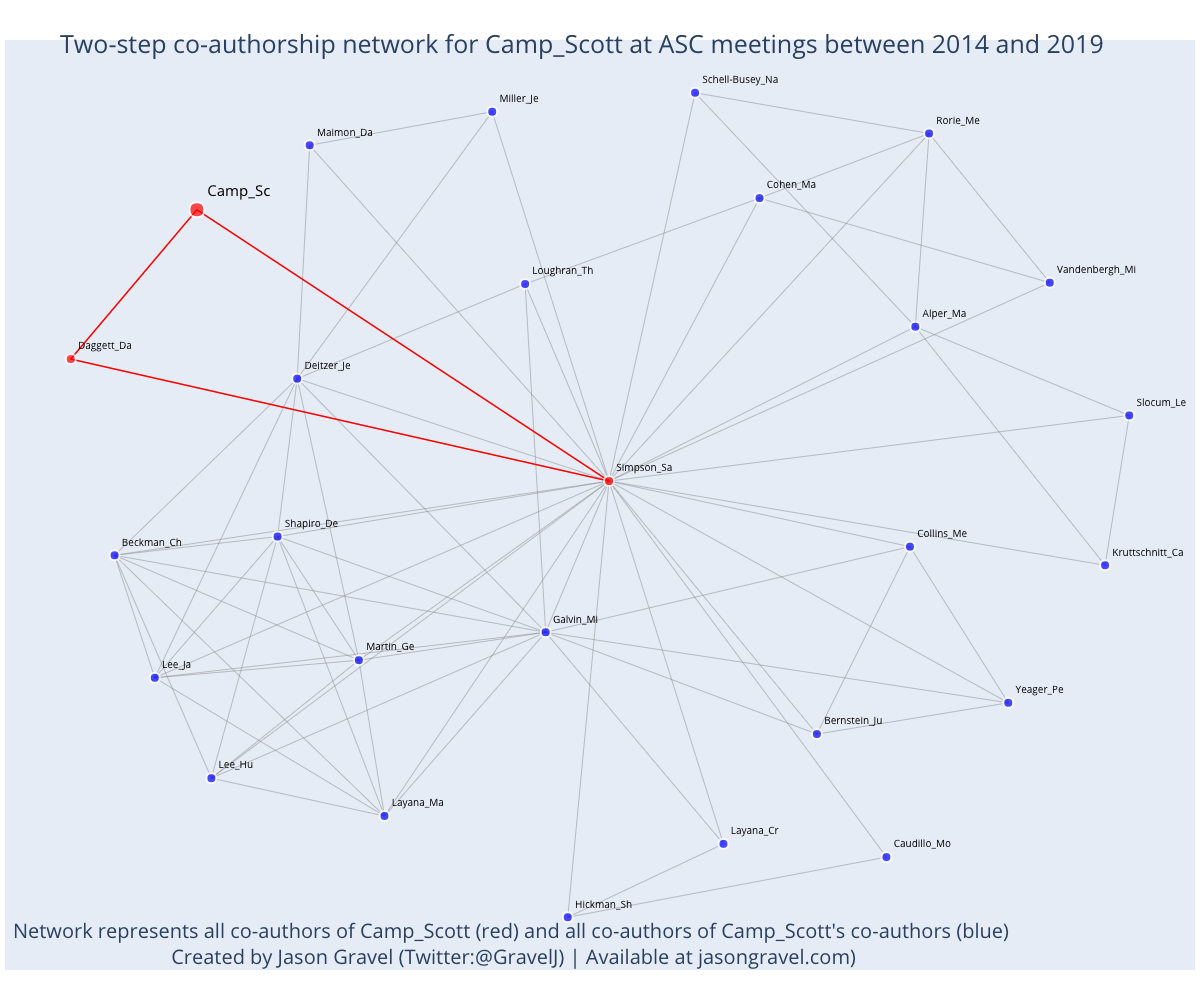 Two-step co-authorship network for Camp_Scott at ASC meetings between 2014 and 2019
Schell-Busey_Na
Miller_Je
Rorie_Me
Maimon_Da
Cohen_Ma
Camp_Sc
Loughran_Th
Vandenbergh_Mi
Alper_Ma
Daggett_Da
Deitzer_Je
Slocum_Le
Simpson_Sa
Shapiro_De
Collins_Me
Beckman_Ch
Kruttschnitt_Ca
Galvin_Mi
Martin_Ge
Lee_Ja
Yeager_Pe
Bernstein_Ju
Lee_Hu
Layana_Ma
Layana_Cr
Caudillo_Mo
Hickman_Sh
Network represents all co-authors of Camp_Scott (red) and all co-authors of Camp_Scott's co-authors (blue)
Created by Jason Gravel (Twitter:@GravelJ) | Available at jasongravel.com)